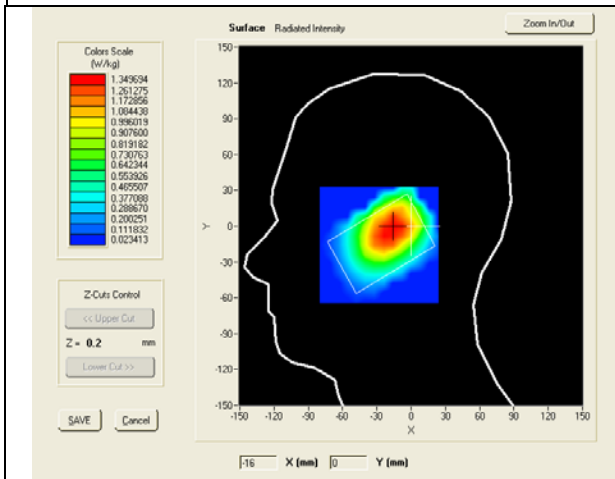 Surface Radiated Intensity
Zoom In/Out
Colors Scale
(W/kg)
1.349694
1.261275
1.172856
1.084438
0.996019
0.907600
0.819182
0.730763
0.642344
0.553926
0.465507
0.377088
0.288670
0.200251
0.111832
0.023413
Z-Cuts Control
<< Upper Cut
Z = 0.2 mm
Lower Cut >>
SAVE Cancel
150-
120-
90-
60-
30-
0-
-30-
-60-
-90-
-120-
-150-
Y
-150 -120 -90 -60 -30 0 30 60 90 120 150
X
-16 X (mm) 0 Y (mm)